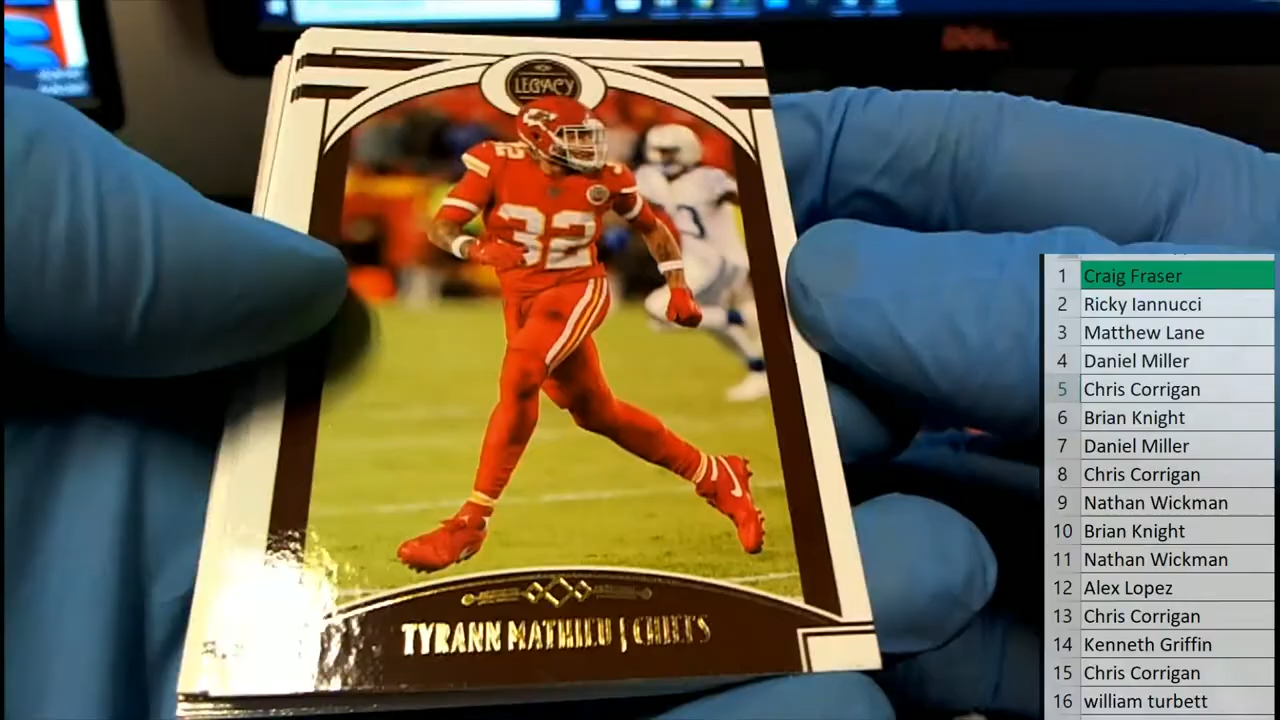 DELL
LEGACY
32
32
TYRANN MATHIEU | CHIEFS
1 Craig Fraser
2 Ricky Iannucci
3 Matthew Lane
4 Daniel Miller
5 Chris Corrigan
6 Brian Knight
7 Daniel Miller
8 Chris Corrigan
9 Nathan Wickman
10 Brian Knight
11 Nathan Wickman
12 Alex Lopez
13 Chris Corrigan
14 Kenneth Griffin
15 Chris Corrigan
16 william turbett